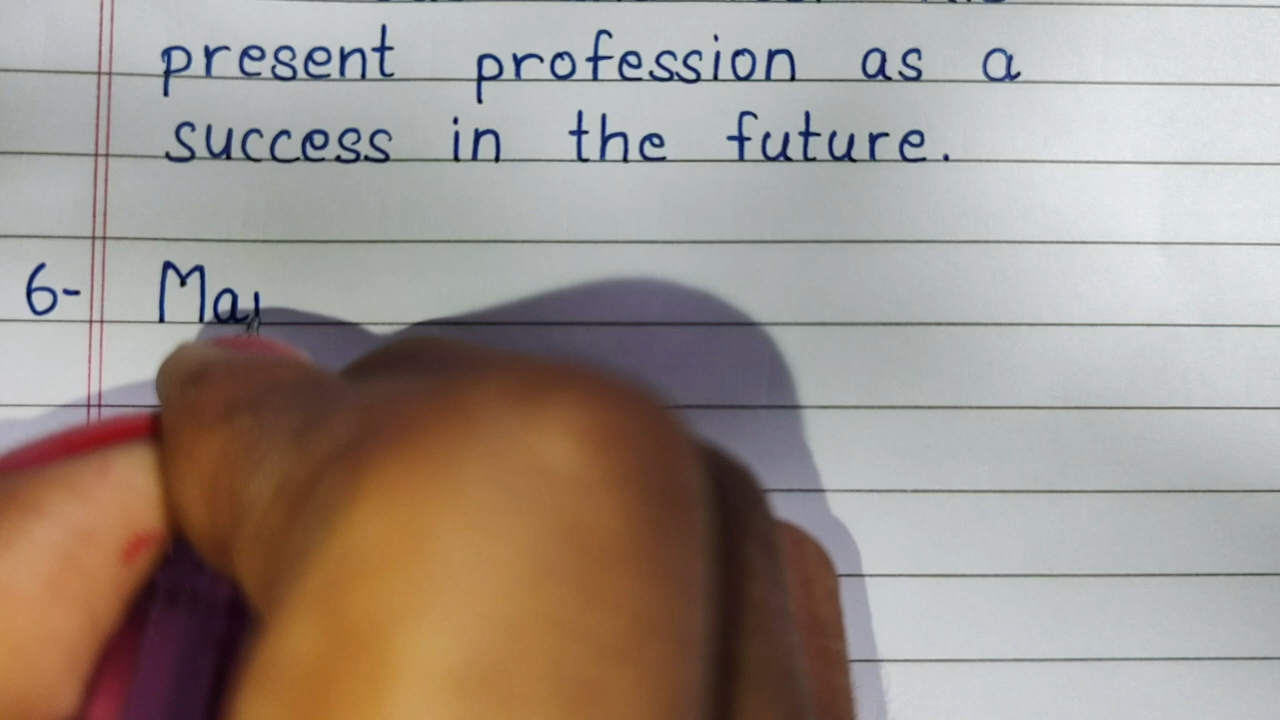 present profession as a
success in the future.
6-